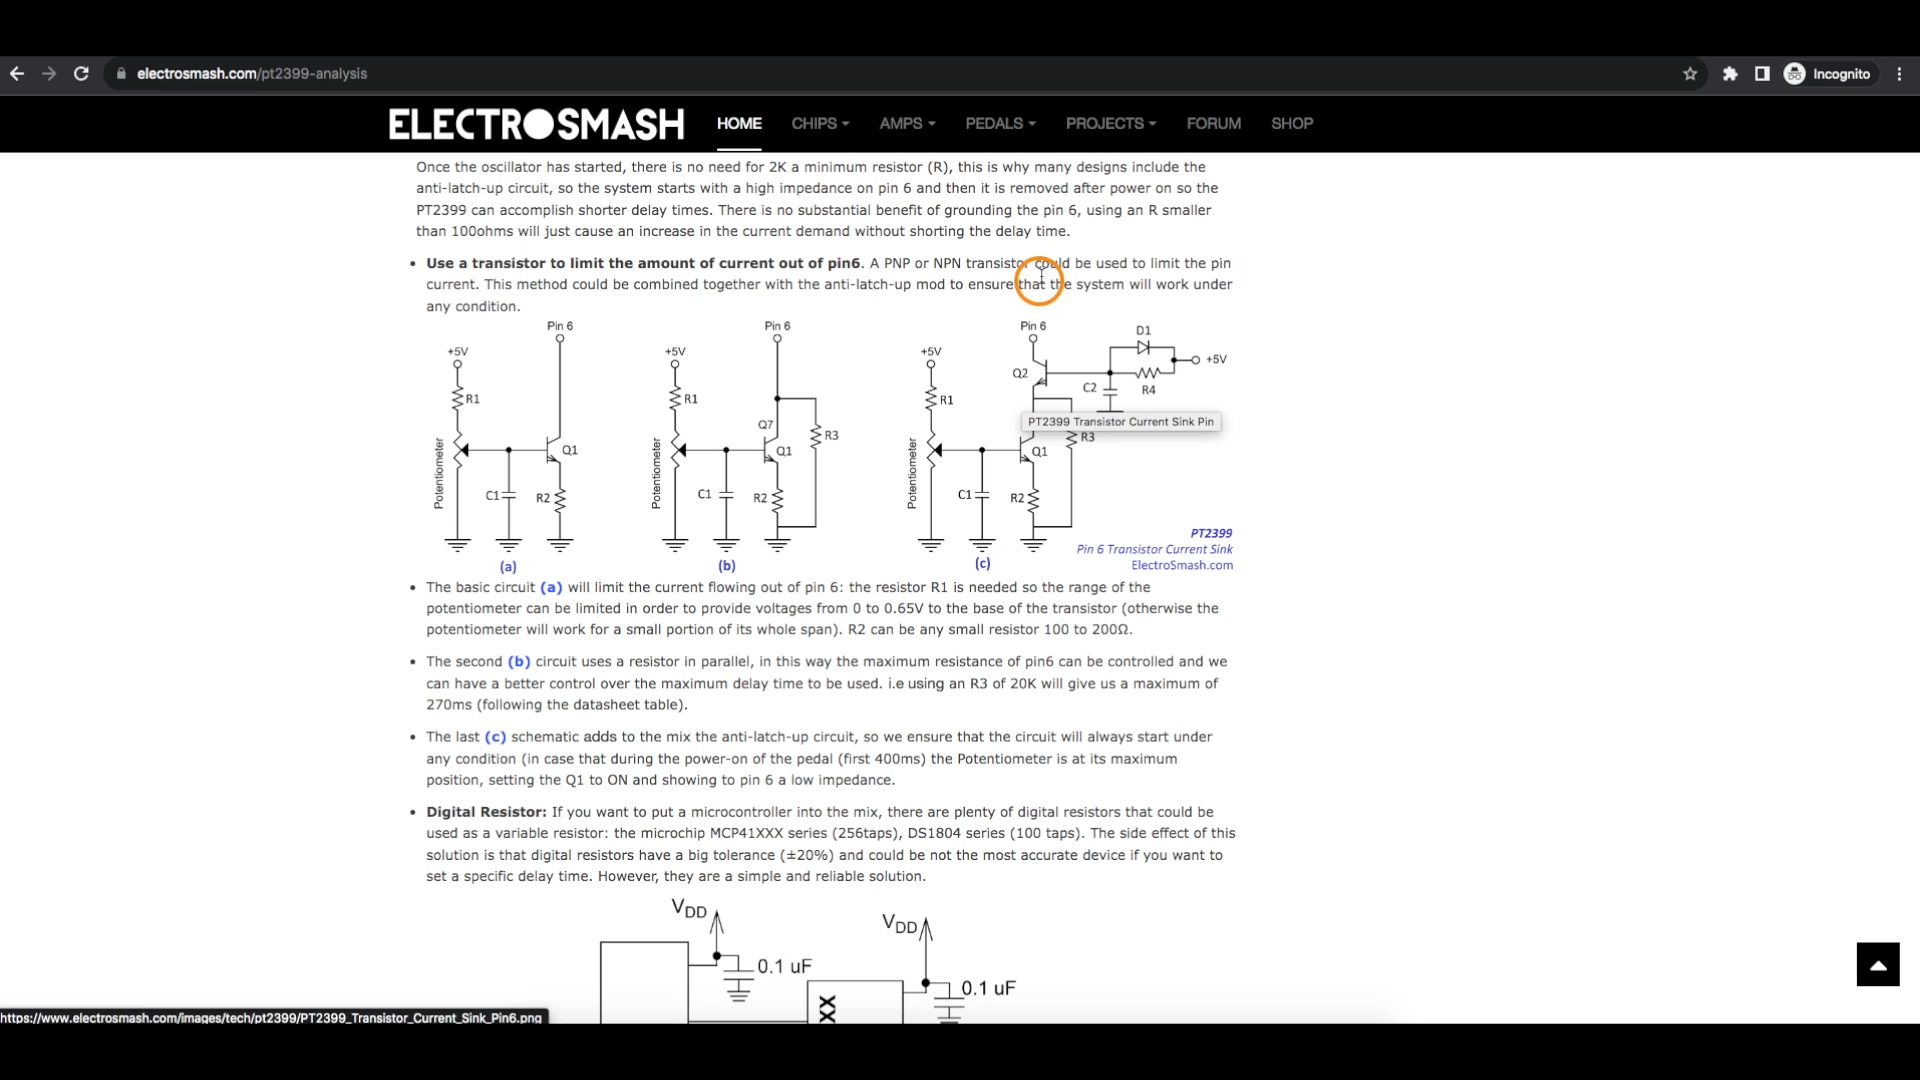 electrosmash.com/pt2399-analysis
Incognito
ELECTROSMASH
HOME
CHIPS
AMPS
PEDALS
PROJECTS
FORUM
SHOP
Once the oscillator has started, there is no need for 2K a minimum resistor (R), this is why many designs include the
anti-latch-up circuit, so the system starts with a high impedance on pin 6 and then it is removed after power on so the
PT2399 can accomplish shorter delay times. There is no substantial benefit of grounding the pin 6, using an R smaller
than 100ohms will just cause an increase in the current demand without shorting the delay time.
• Use a transistor to limit the amount of current out of pin6. A PNP or NPN transistor could be used to limit the pin
current. This method could be combined together with the anti-latch-up mod to ensure that the system will work under
any condition.
Pin 6
+5V
R1
Potentiometer
Q1
C1
R2
(a)
Pin 6
+5V
R1
Q7
R3
Potentiometer
Q1
C1
R2
(b)
Pin 6
D1
+5V
+5V
Q2
C2
R4
R1
PT2399 Transistor Current Sink Pin
R3
Potentiometer
Q1
C1
R2
(c)
PT2399
Pin 6 Transistor Current Sink
ElectroSmash.com
• The basic circuit (a) will limit the current flowing out of pin 6: the resistor R1 is needed so the range of the
potentiometer can be limited in order to provide voltages from 0 to 0.65V to the base of the transistor (otherwise the
potentiometer will work for a small portion of its whole span). R2 can be any small resistor 100 to 200Ω.
• The second (b) circuit uses a resistor in parallel, in this way the maximum resistance of pin6 can be controlled and we
can have a better control over the maximum delay time to be used. i.e using an R3 of 20K will give us a maximum of
270ms (following the datasheet table).
• The last (c) schematic adds to the mix the anti-latch-up circuit, so we ensure that the circuit will always start under
any condition (in case that during the power-on of the pedal (first 400ms) the Potentiometer is at its maximum
position, setting the Q1 to ON and showing to pin 6 a low impedance.
• Digital Resistor: If you want to put a microcontroller into the mix, there are plenty of digital resistors that could be
used as a variable resistor: the microchip MCP41XXX series (256taps), DS1804 series (100 taps). The side effect of this
solution is that digital resistors have a big tolerance (±20%) and could be not the most accurate device if you want to
set a specific delay time. However, they are a simple and reliable solution.
VDD
VDD
0.1 uF
0.1 uF
XX
https://www.electrosmash.com/images/tech/pt2399/PT2399_Transistor_Current_Sink_Pin6.png